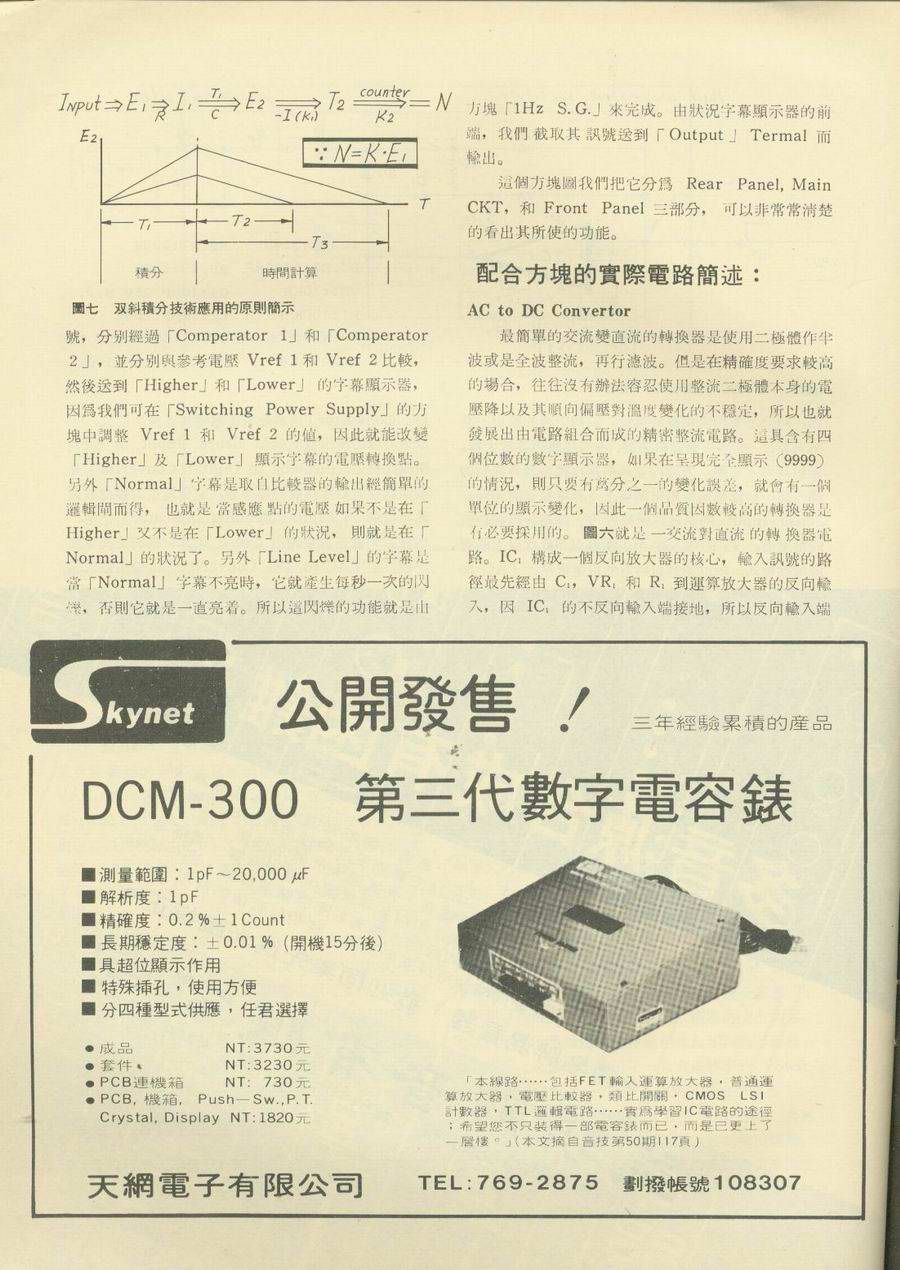 Input ⇒ E₁ ⇒ I₁ ⇒ E₂ ⇒ T₂ ⇒ N
R T₁ C -I(K₁) counter K₂
E₂
∵ N=K·E₁
T
T₁ T₂
T₃
積分 時間計算
圖七 双斜積分技術應用的原則簡示
號，分別經過「Comperator 1」和「Comperator
2」，並分別與參考電壓 Vref 1 和 Vref 2 比較，
然後送到「Higher」和「Lower」 的字幕顯示器，
因爲我們可在「Switching Power Supply」的方
塊中調整 Vref 1 和 Vref 2 的値，因此就能改變
「Higher」及「Lower」 顯示字幕的電壓轉換點。
另外「Normal」字幕是取自比較器的輸出經簡單的
邏輯閘而得， 也就是 當感應 點的電壓 如果不是在「
Higher」又不是在「Lower」 的狀況， 則就是在「
Normal」的狀況了。另外「Line Level」的字幕是
當「Normal」 字幕不亮時，它就產生每秒一次的閃
爍，否則它就是一直亮着。所以這閃爍的功能就是由
方塊「1Hz S.G.」來完成。由狀況字幕顯示器的前
端，我們 截取其 訊號送到「Output 」 Termal 而
輸出。
這個方塊圖我們把它分爲 Rear Panel, Main
CKT，和 Front Panel 三部分， 可以非常常清楚
的看出其所使的功能。
配合方塊的實際電路簡述：
AC to DC Convertor
最簡單的交流變直流的轉換器是使用二極體作半
波或是全波整流，再行濾波。但是在精確度要求較高
的場合，往往沒有辦法容忍使用整流二極體本身的電
壓降以及其順向偏壓對溫度變化的不穩定，所以也就
發展出由電路組合而成的精密整流電路。這具含有四
個位數的數字顯示器，如果在呈現完全顯示（9999）
的情況，則只要有萬分之一的變化誤差，就會有一個
單位的顯示變化，因此一個品質因數較高的轉換器是
有必要採用的。 圖六就是 一交流對直流 的轉 換器電
路。IC₁ 構成一個反向放大器的核心，輸入訊號的路
徑最先經由 C₁，VR₁ 和 R₁ 到運算放大器的反向輸
入，因 IC₁ 的不反向輸入端接地，所以反向輸入端
Skynet
公開發售！
三年經驗累積的產品
DCM-300 第三代數字電容錶
■測量範圍：1pF～20,000 μF
■解析度：1pF
■精確度：0.2％±1Count
■長期穩定度：±0.01％ (開機15分後)
■具超位顯示作用
■特殊插孔，使用方便
■分四種型式供應，任君選擇
● 成品 NT:3730元
● 套件 NT:3230元
● PCB連機箱 NT: 730元
● PCB, 機箱, Push—Sw.,P.T.
Crystal, Display NT:1820元
「本線路……包括FET輸入運算放大器，普通運
算放大器，電壓比較器，類比開關，CMOS LSI
計數器，TTL邏輯電路……實爲學習IC電路的途徑
；希望您不只裝得一部電容錶而已，而是已更上了
一層樓。」(本文摘自音技第50期117頁)
天網電子有限公司 TEL:769-2875 劃撥帳號108307